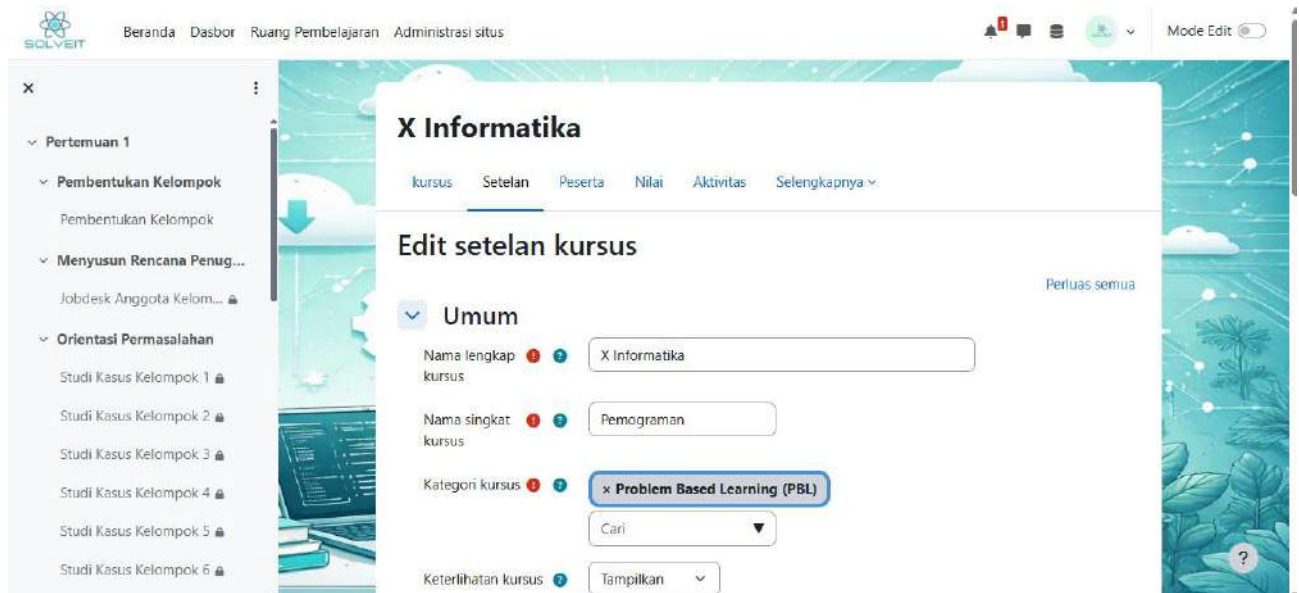 SOLVEIT
Beranda Dasbor Ruang Pembelajaran Administrasi situs
1
Mode Edit
Pertemuan 1
Pembentukan Kelompok
Pembentukan Kelompok
Menyusun Rencana Penug...
Jobdesk Anggota Kelom...
Orientasi Permasalahan
Studi Kasus Kelompok 1
Studi Kasus Kelompok 2
Studi Kasus Kelompok 3
Studi Kasus Kelompok 4
Studi Kasus Kelompok 5
Studi Kasus Kelompok 6
X Informatika
kursus Setelan Peserta Nilai Aktivitas Selengkapnya
Edit setelan kursus
Perluas semua
Umum
Nama lengkap kursus
X Informatika
Nama singkat kursus
Pemograman
Kategori kursus
× Problem Based Learning (PBL)
Cari
Keterlihatan kursus
Tampilkan
?